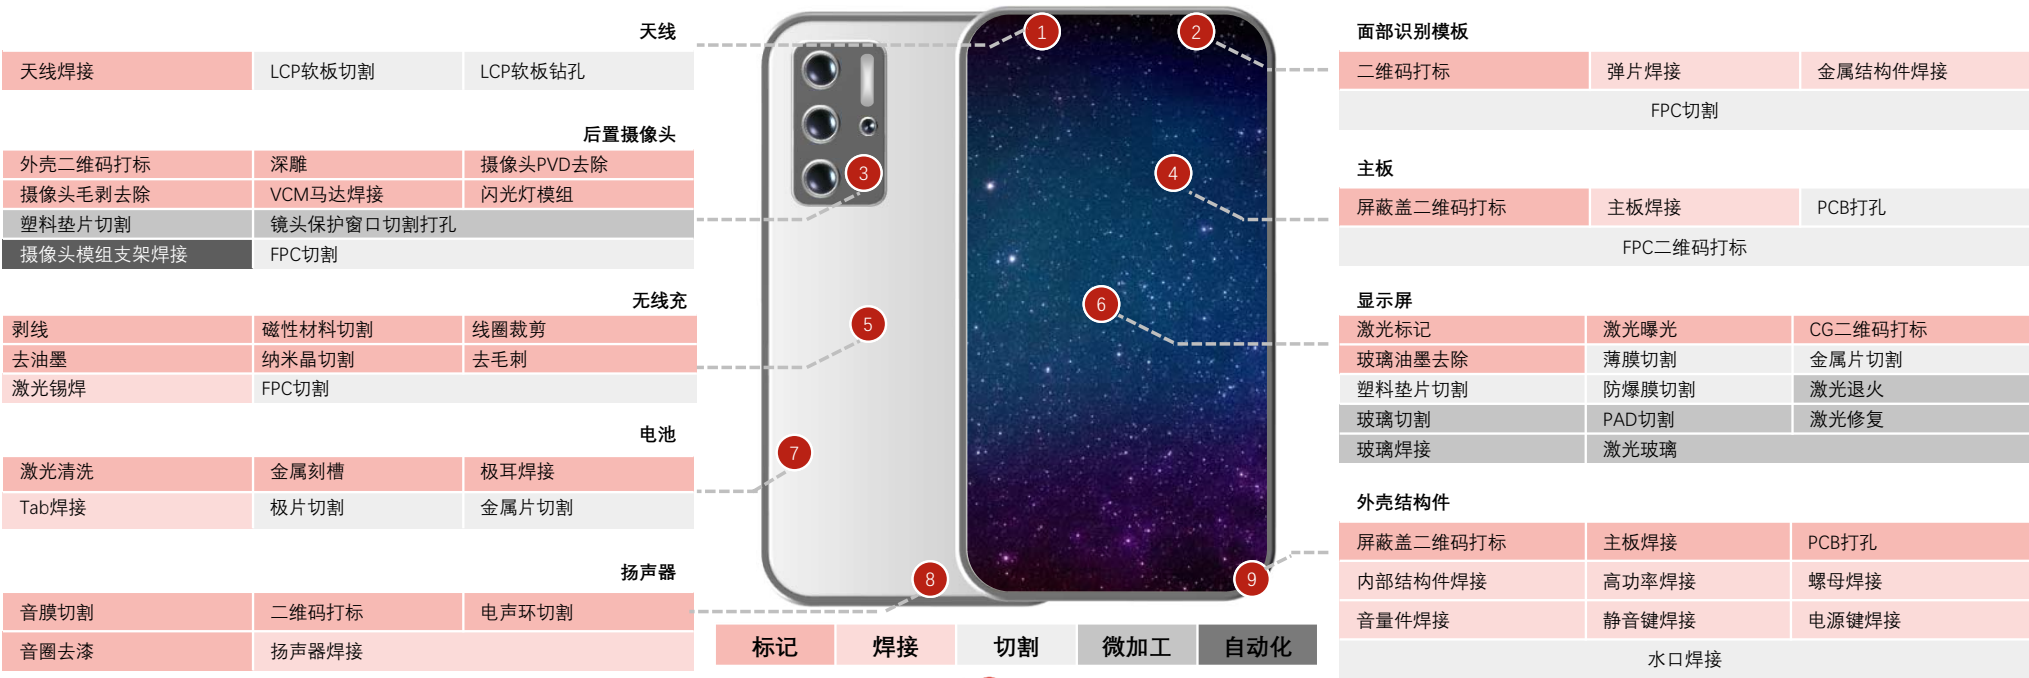 天线
天线焊接 LCP软板切割 LCP软板钻孔
后置摄像头
外壳二维码打标 深雕 摄像头PVD去除
摄像头毛剥去除 VCM马达焊接 闪光灯模组
塑料垫片切割 镜头保护窗口切割打孔
摄像头模组支架焊接 FPC切割
无线充
剥线 磁性材料切割 线圈裁剪
去油墨 纳米晶切割 去毛刺
激光锡焊 FPC切割
电池
激光清洗 金属刻槽 极耳焊接
Tab焊接 极片切割 金属片切割
扬声器
音膜切割 二维码打标 电声环切割
音圈去漆 扬声器焊接
1
2
3
4
5
6
7
8
9
标记 焊接 切割 微加工 自动化
面部识别模板
二维码打标 弹片焊接 金属结构件焊接
FPC切割
主板
屏蔽盖二维码打标 主板焊接 PCB打孔
FPC二维码打标
显示屏
激光标记 激光曝光 CG二维码打标
玻璃油墨去除 薄膜切割 金属片切割
塑料垫片切割 防爆膜切割 激光退火
玻璃切割 PAD切割 激光修复
玻璃焊接 激光玻璃
外壳结构件
屏蔽盖二维码打标 主板焊接 PCB打孔
内部结构件焊接 高功率焊接 螺母焊接
音量件焊接 静音键焊接 电源键焊接
水口焊接